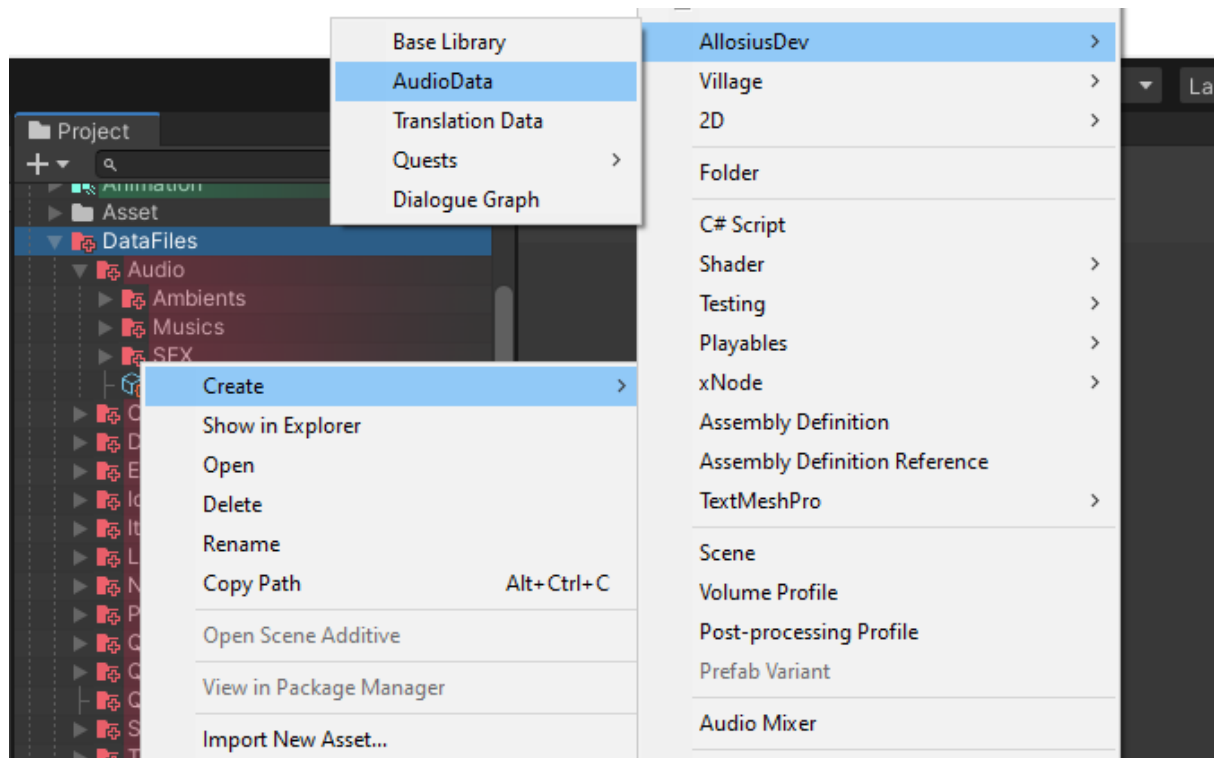 Base Library
AudioData
Translation Data
Quests
Dialogue Graph
AllosiusDev
Village
2D
Folder
C# Script
Shader
Testing
Playables
xNode
Assembly Definition
Assembly Definition Reference
TextMeshPro
Scene
Volume Profile
Post-processing Profile
Prefab Variant
Audio Mixer
La
Project
Animation
Asset
DataFiles
Audio
Ambients
Musics
SFX
Create
Show in Explorer
Open
Delete
Rename
Copy Path Alt+Ctrl+C
Open Scene Additive
View in Package Manager
Import New Asset...